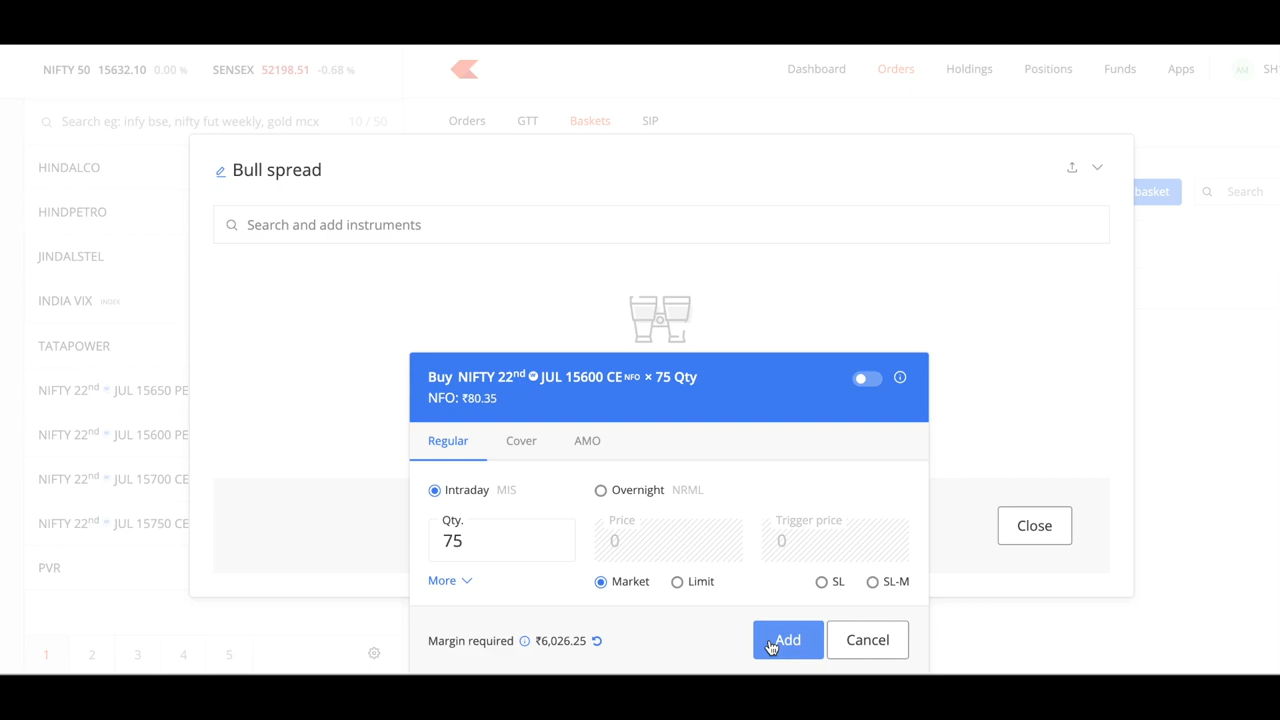 NIFTY 50 15632.10 0.00 % SENSEX 52198.51 -0.68 %
Dashboard Orders Holdings Positions Funds Apps AM SHY
Search eg: infy bse, nifty fut weekly, gold mcx 10 / 50
Orders GTT Baskets SIP
HINDALCO
HINDPETRO
JINDALSTEL
INDIA VIX INDEX
TATAPOWER
NIFTY 22nd w JUL 15650 PE
NIFTY 22nd w JUL 15600 PE
NIFTY 22nd w JUL 15700 CE
NIFTY 22nd w JUL 15750 CE
PVR
1 2 3 4 5
basket Search
Bull spread
Search and add instruments
Buy NIFTY 22nd w JUL 15600 CE NFO × 75 Qty
NFO: ₹80.35
Regular Cover AMO
Intraday MIS Overnight NRML
Qty. Price Trigger price
75 0 0
More Market Limit SL SL-M
Margin required ₹6,026.25
Add Cancel
Close